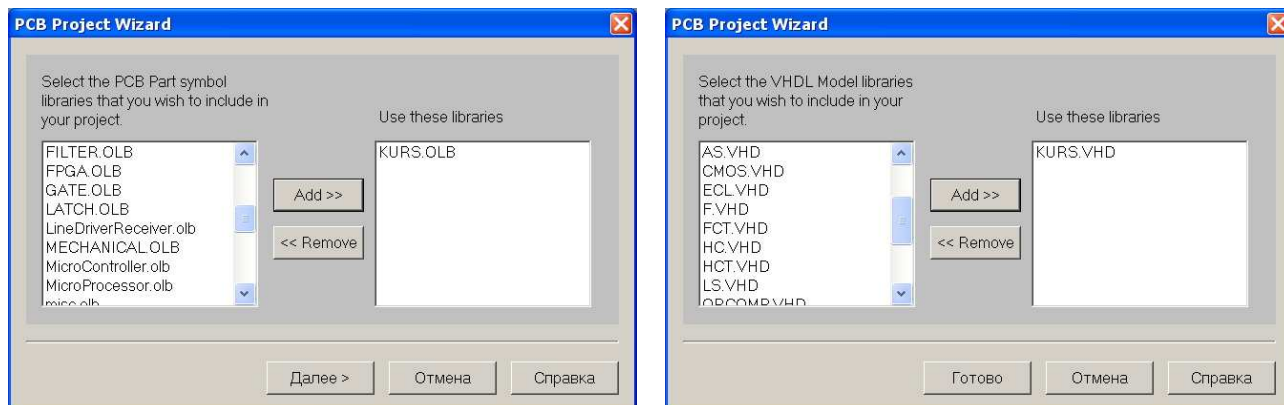 PCB Project Wizard
Select the PCB Part symbol
libraries that you wish to include in
your project.
Use these libraries
FILTER.OLB
FPGA.OLB
GATE.OLB
LATCH.OLB
LineDriverReceiver.olb
MECHANICAL.OLB
MicroController.olb
MicroProcessor.olb
misc.olb
Add >>
<< Remove
KURS.OLB
Далее >
Отмена
Справка
PCB Project Wizard
Select the VHDL Model libraries
that you wish to include in your
project.
Use these libraries
AS.VHD
CMOS.VHD
ECL.VHD
F.VHD
FCT.VHD
HC.VHD
HCT.VHD
LS.VHD
ORCOMP.VHD
Add >>
<< Remove
KURS.VHD
Готово
Отмена
Справка